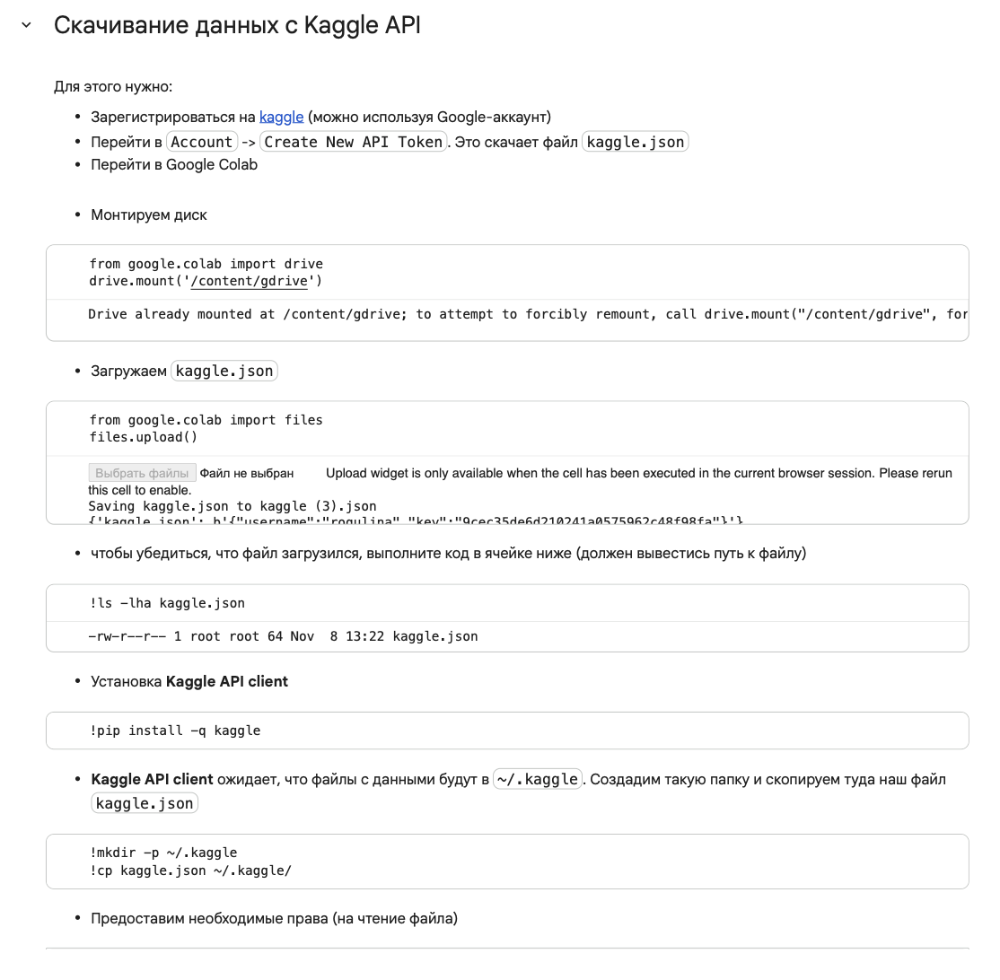 Скачивание данных с Kaggle API
Для этого нужно:
• Зарегистрироваться на kaggle (можно используя Google-аккаунт)
• Перейти в Account -> Create New API Token. Это скачает файл kaggle.json
• Перейти в Google Colab
• Монтируем диск
from google.colab import drive
drive.mount('/content/gdrive')
Drive already mounted at /content/gdrive; to attempt to forcibly remount, call drive.mount("/content/gdrive", for
• Загружаем kaggle.json
from google.colab import files
files.upload()
Выбрать файлы Файл не выбран Upload widget is only available when the cell has been executed in the current browser session. Please rerun
this cell to enable.
Saving kaggle.json to kaggle (3).json
{'kaggle.json': b'{"username":"rogulina","key":"9cec35de6d210241a0575962c48f98fa"}'}
• чтобы убедиться, что файл загрузился, выполните код в ячейке ниже (должен вывестись путь к файлу)
!ls -lha kaggle.json
-rw-r--r-- 1 root root 64 Nov  8 13:22 kaggle.json
• Установка Kaggle API client
!pip install -q kaggle
• Kaggle API client ожидает, что файлы с данными будут в ~/.kaggle. Создадим такую папку и скопируем туда наш файл
kaggle.json
!mkdir -p ~/.kaggle
!cp kaggle.json ~/.kaggle/
• Предоставим необходимые права (на чтение файла)